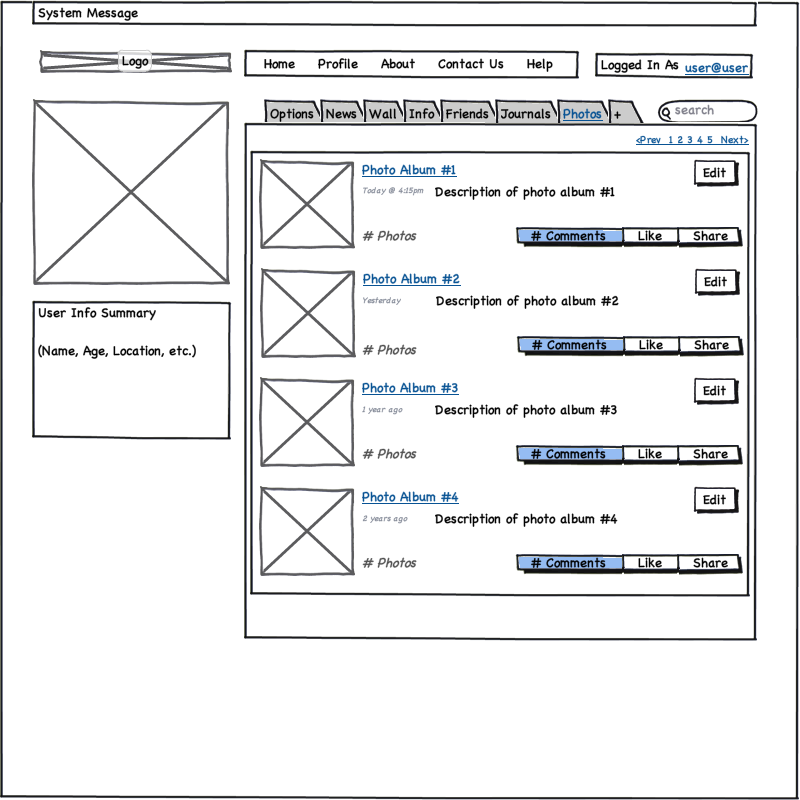 System Message
Logo
Home Profile About Contact Us Help
Logged In As user@user
Options News Wall Info Friends Journals Photos +
search
<Prev 1 2 3 4 5 Next>
Photo Album #1
Edit
Today @ 4:15pm Description of photo album #1
# Photos
# Comments Like Share
Photo Album #2
Edit
Yesterday Description of photo album #2
# Photos
# Comments Like Share
User Info Summary
(Name, Age, Location, etc.)
Photo Album #3
Edit
1 year ago Description of photo album #3
# Photos
# Comments Like Share
Photo Album #4
Edit
2 years ago Description of photo album #4
# Photos
# Comments Like Share